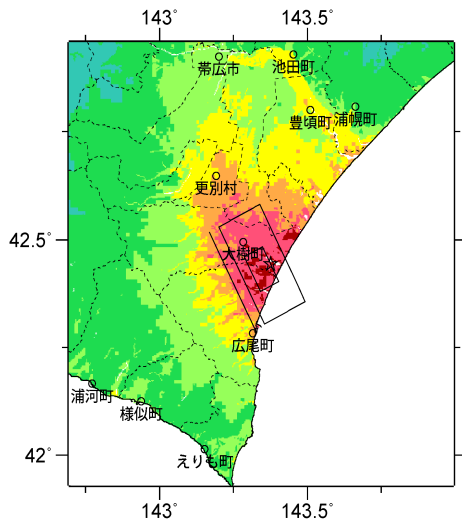 143° 143.5°
帯広市 池田町
豊頃町 浦幌町
更別村
42.5°
大樹町
広尾町
浦河町
様似町
42°
えりも町
143° 143.5°